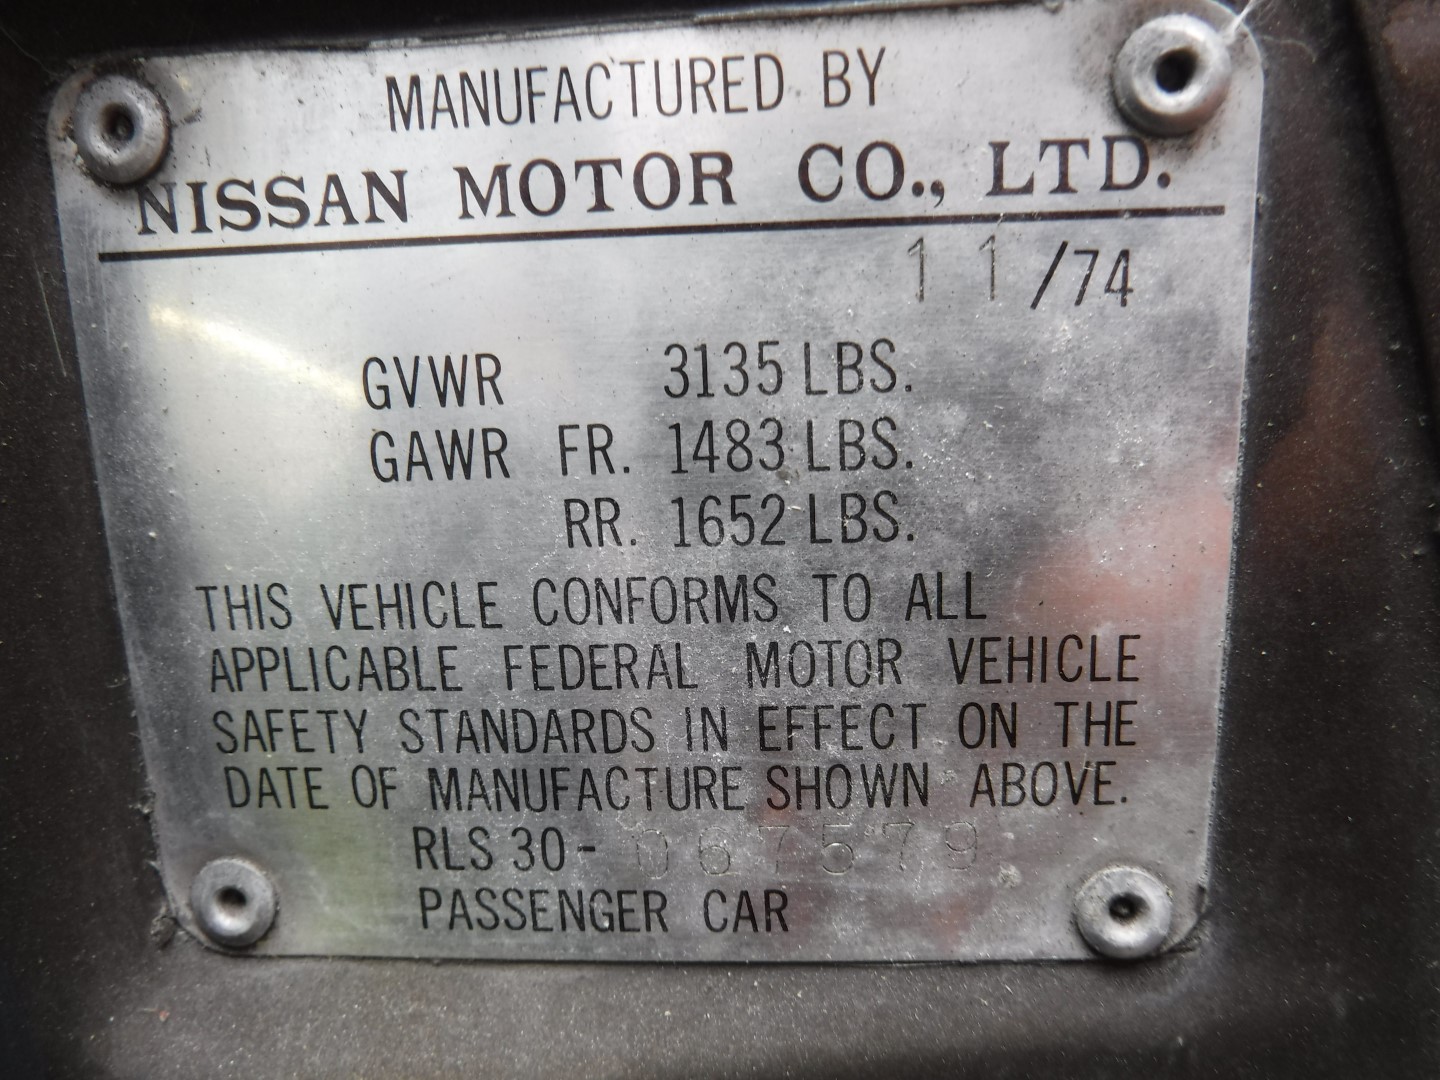 MANUFACTURED BY
NISSAN MOTOR CO., LTD.
11/74
GVWR 3135 LBS.
GAWR FR. 1483 LBS.
RR. 1652 LBS.
THIS VEHICLE CONFORMS TO ALL
APPLICABLE FEDERAL MOTOR VEHICLE
SAFETY STANDARDS IN EFFECT ON THE
DATE OF MANUFACTURE SHOWN ABOVE.
RLS30-067579
PASSENGER CAR